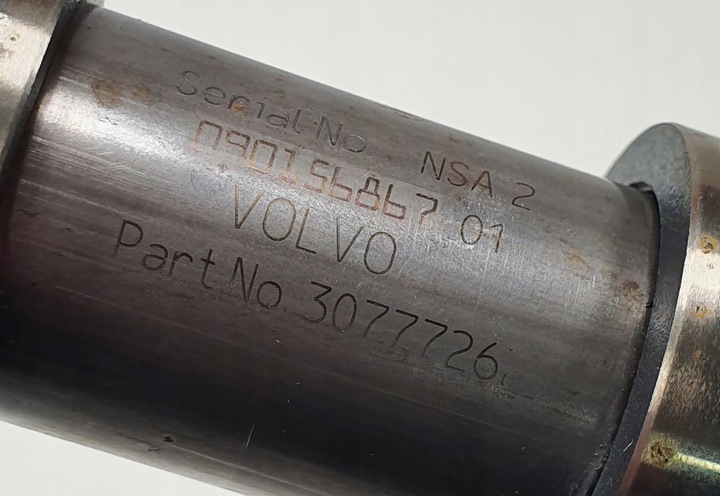 Serial No NSA 2
090156867 01
VOLVO
Part No. 3077726